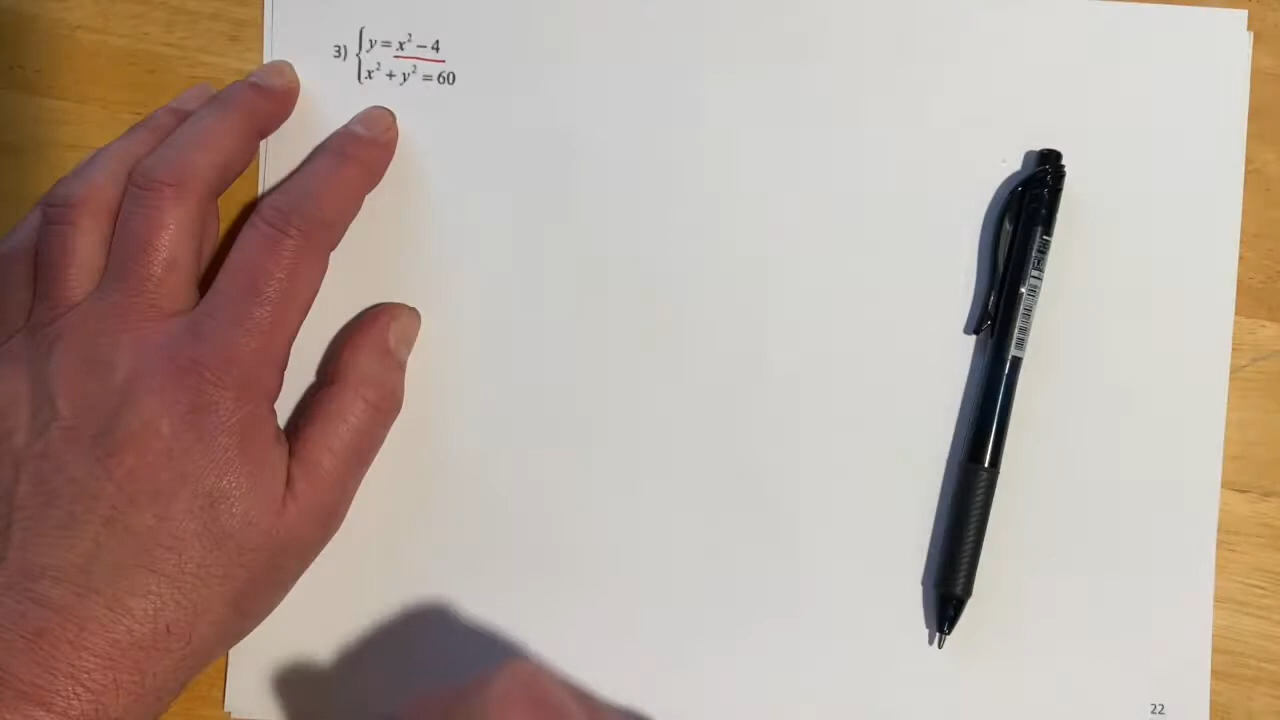 3) { y = x² − 4
x² + y² = 60
22